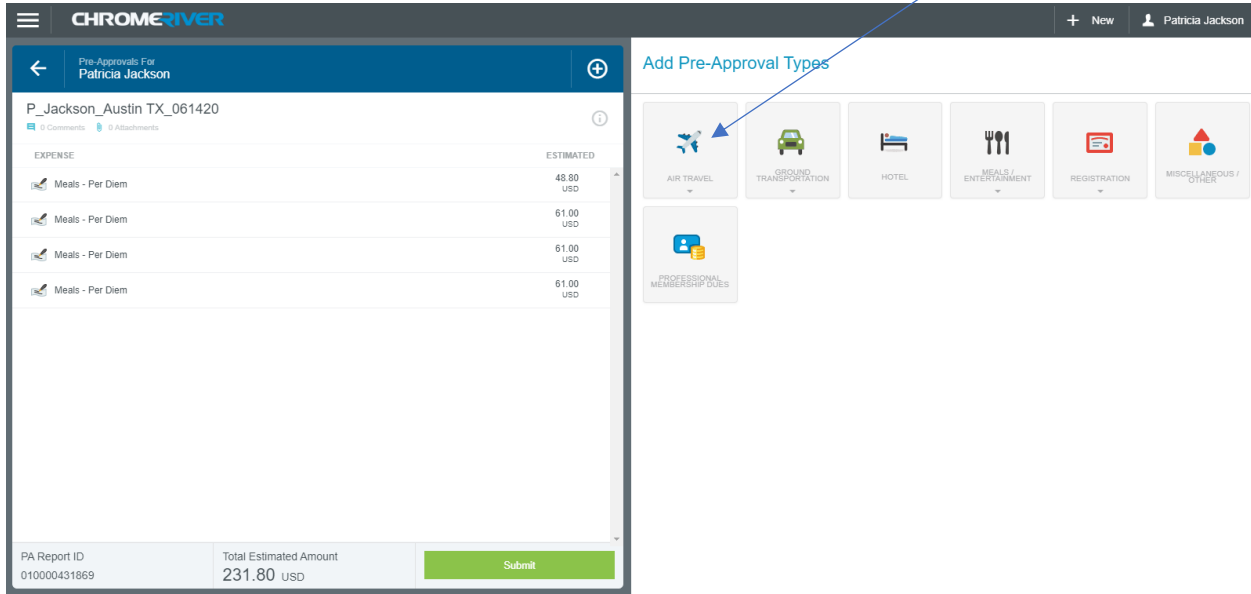 CHROMERIVER
+ New
Patricia Jackson
Pre-Approvals For
Patricia Jackson
P_Jackson_Austin TX_061420
0 Comments 0 Attachments
EXPENSE ESTIMATED
Meals - Per Diem 48.80
USD
Meals - Per Diem 61.00
USD
Meals - Per Diem 61.00
USD
Meals - Per Diem 61.00
USD
PA Report ID
010000431869
Total Estimated Amount
231.80 USD
Submit
Add Pre-Approval Types
AIR TRAVEL
GROUND
TRANSPORTATION
HOTEL
MEALS /
ENTERTAINMENT
REGISTRATION
MISCELLANEOUS /
OTHER
PROFESSIONAL
MEMBERSHIP DUES